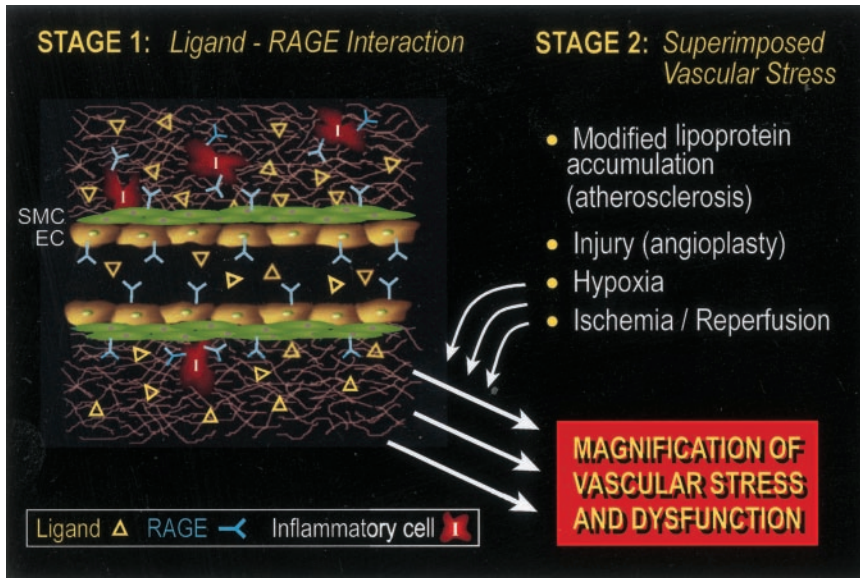 STAGE 1: Ligand - RAGE Interaction
STAGE 2: Superimposed
Vascular Stress
I
I
I
SMC
EC
I
• Modified lipoprotein
accumulation
(atherosclerosis)
• Injury (angioplasty)
• Hypoxia
• Ischemia / Reperfusion
MAGNIFICATION OF
VASCULAR STRESS
AND DYSFUNCTION
Ligand RAGE Inflammatory cell I